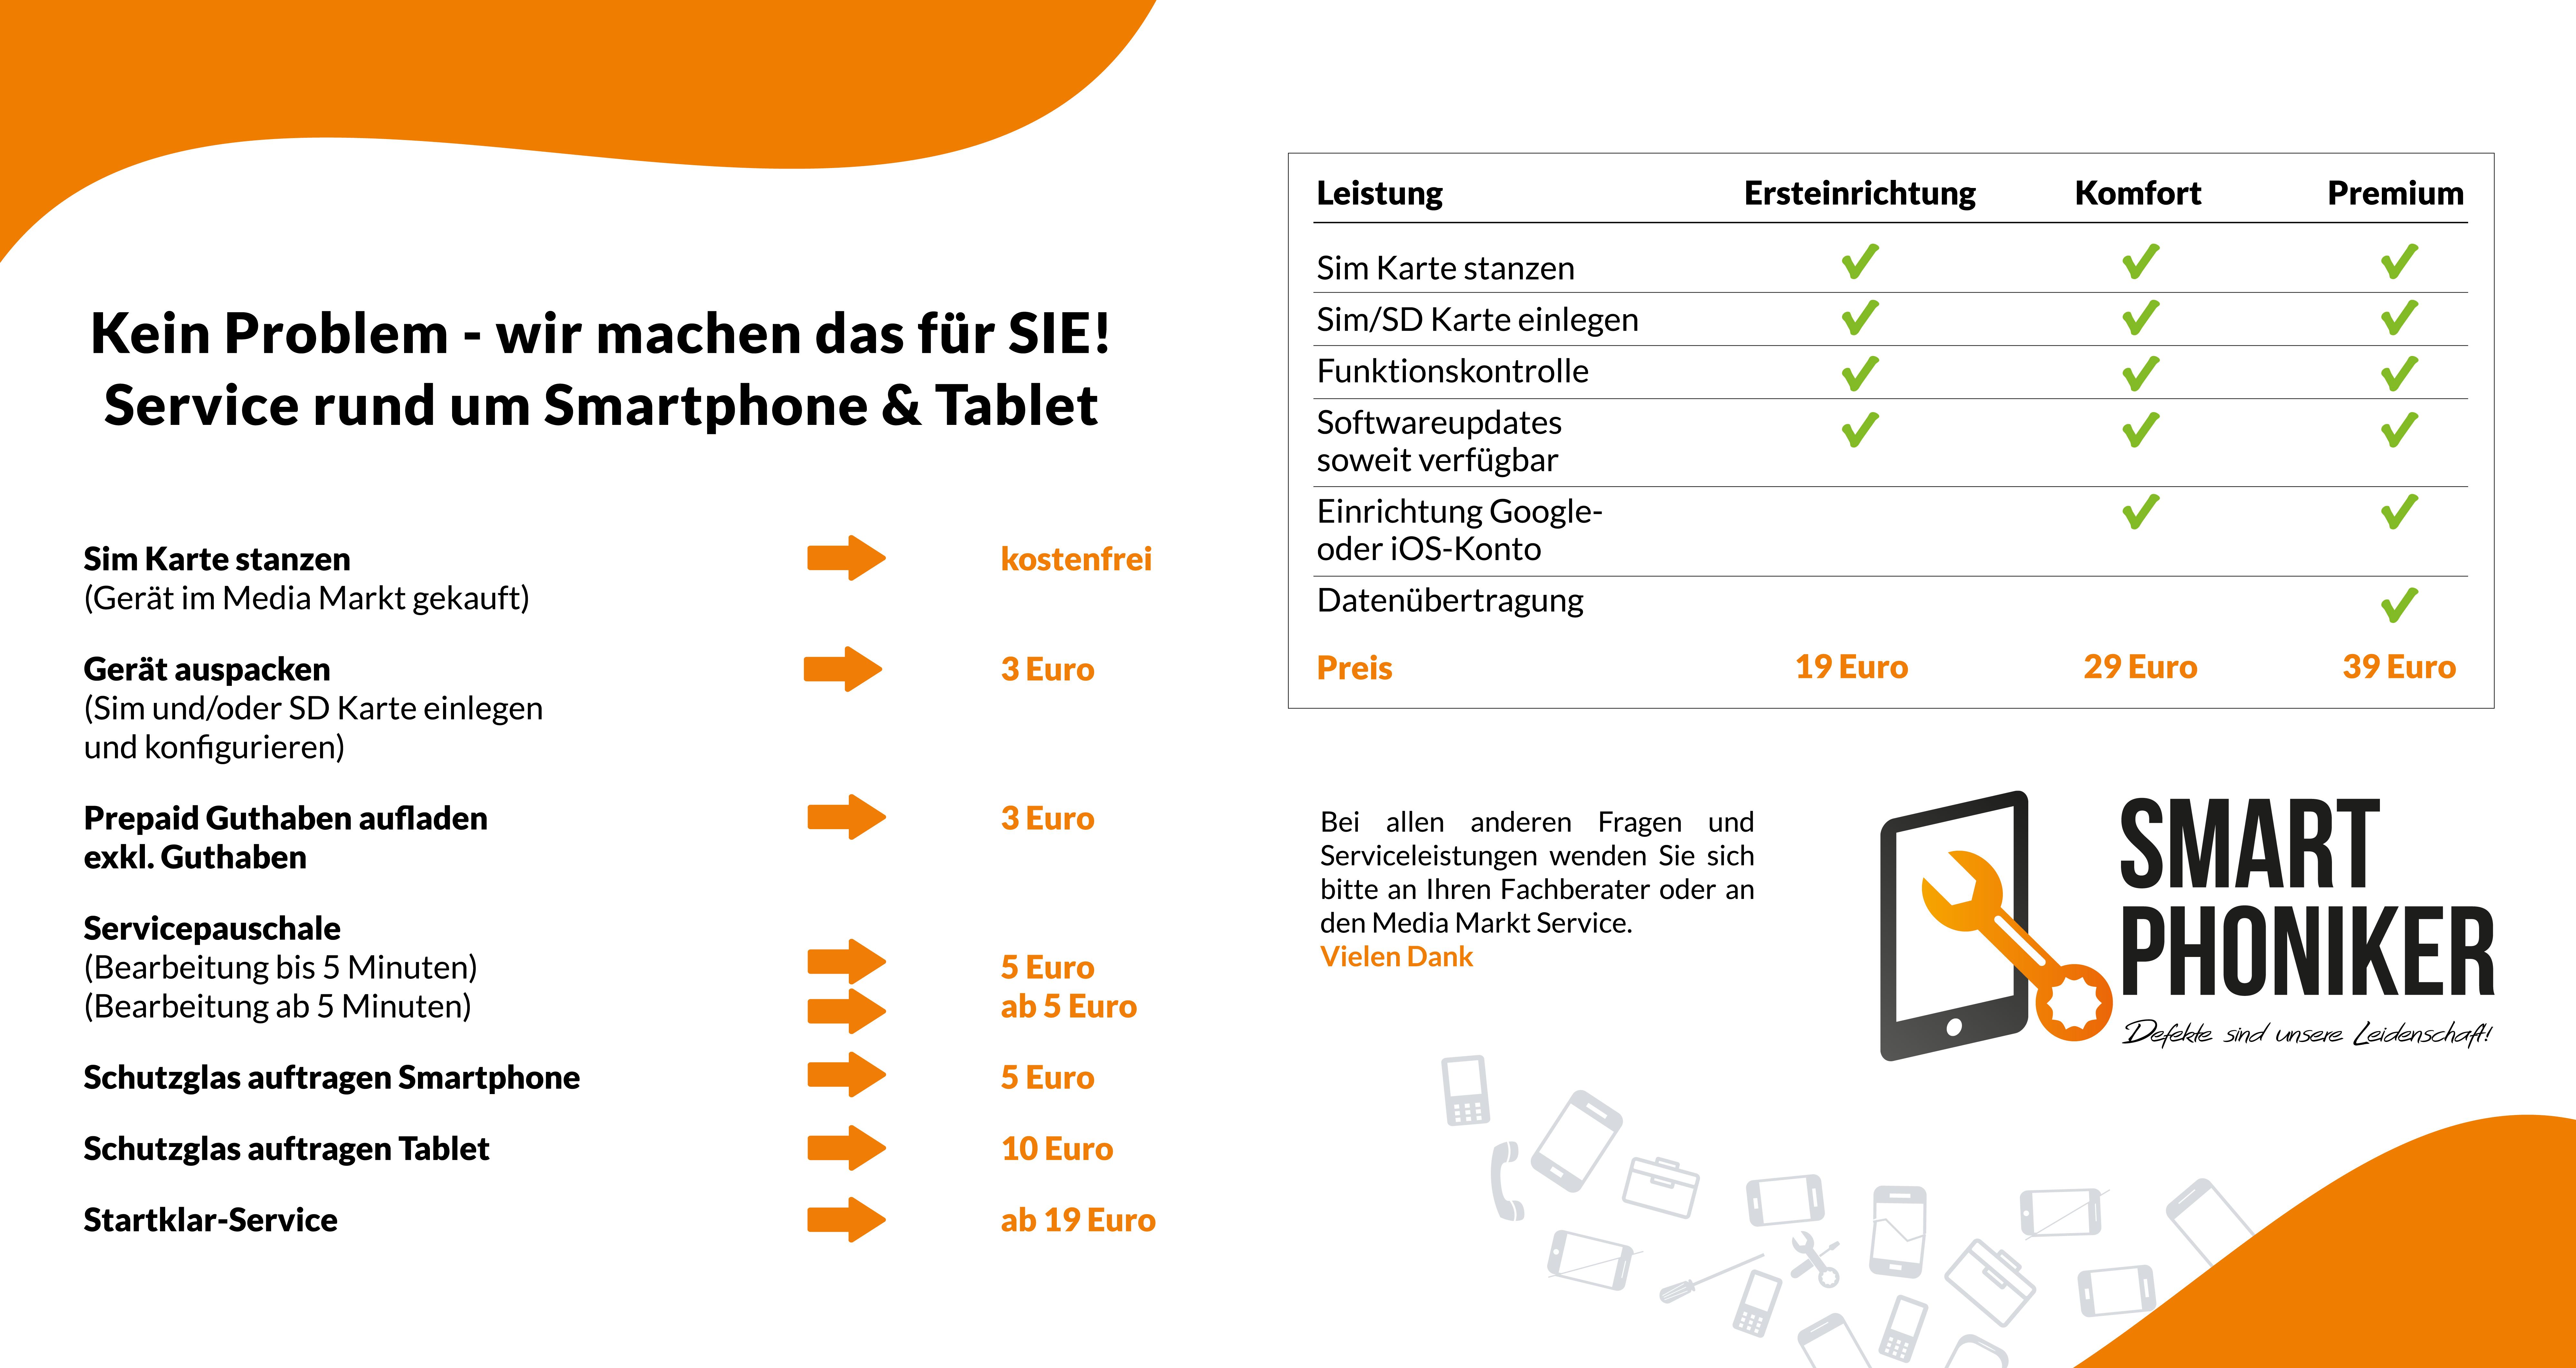 Kein Problem - wir machen das für SIE!
Service rund um Smartphone & Tablet
Sim Karte stanzen kostenfrei
(Gerät im Media Markt gekauft)
Gerät auspacken 3 Euro
(Sim und/oder SD Karte einlegen
und konfigurieren)
Prepaid Guthaben aufladen 3 Euro
exkl. Guthaben
Servicepauschale
(Bearbeitung bis 5 Minuten) 5 Euro
(Bearbeitung ab 5 Minuten) ab 5 Euro
Schutzglas auftragen Smartphone 5 Euro
Schutzglas auftragen Tablet 10 Euro
Startklar-Service ab 19 Euro
Leistung Ersteinrichtung Komfort Premium
Sim Karte stanzen
Sim/SD Karte einlegen
Funktionskontrolle
Softwareupdates
soweit verfügbar
Einrichtung Google-
oder iOS-Konto
Datenübertragung
Preis 19 Euro 29 Euro 39 Euro
Bei allen anderen Fragen und
Serviceleistungen wenden Sie sich
bitte an Ihren Fachberater oder an
den Media Markt Service.
Vielen Dank
SMART
PHONIKER
Defekte sind unsere Leidenschaft!